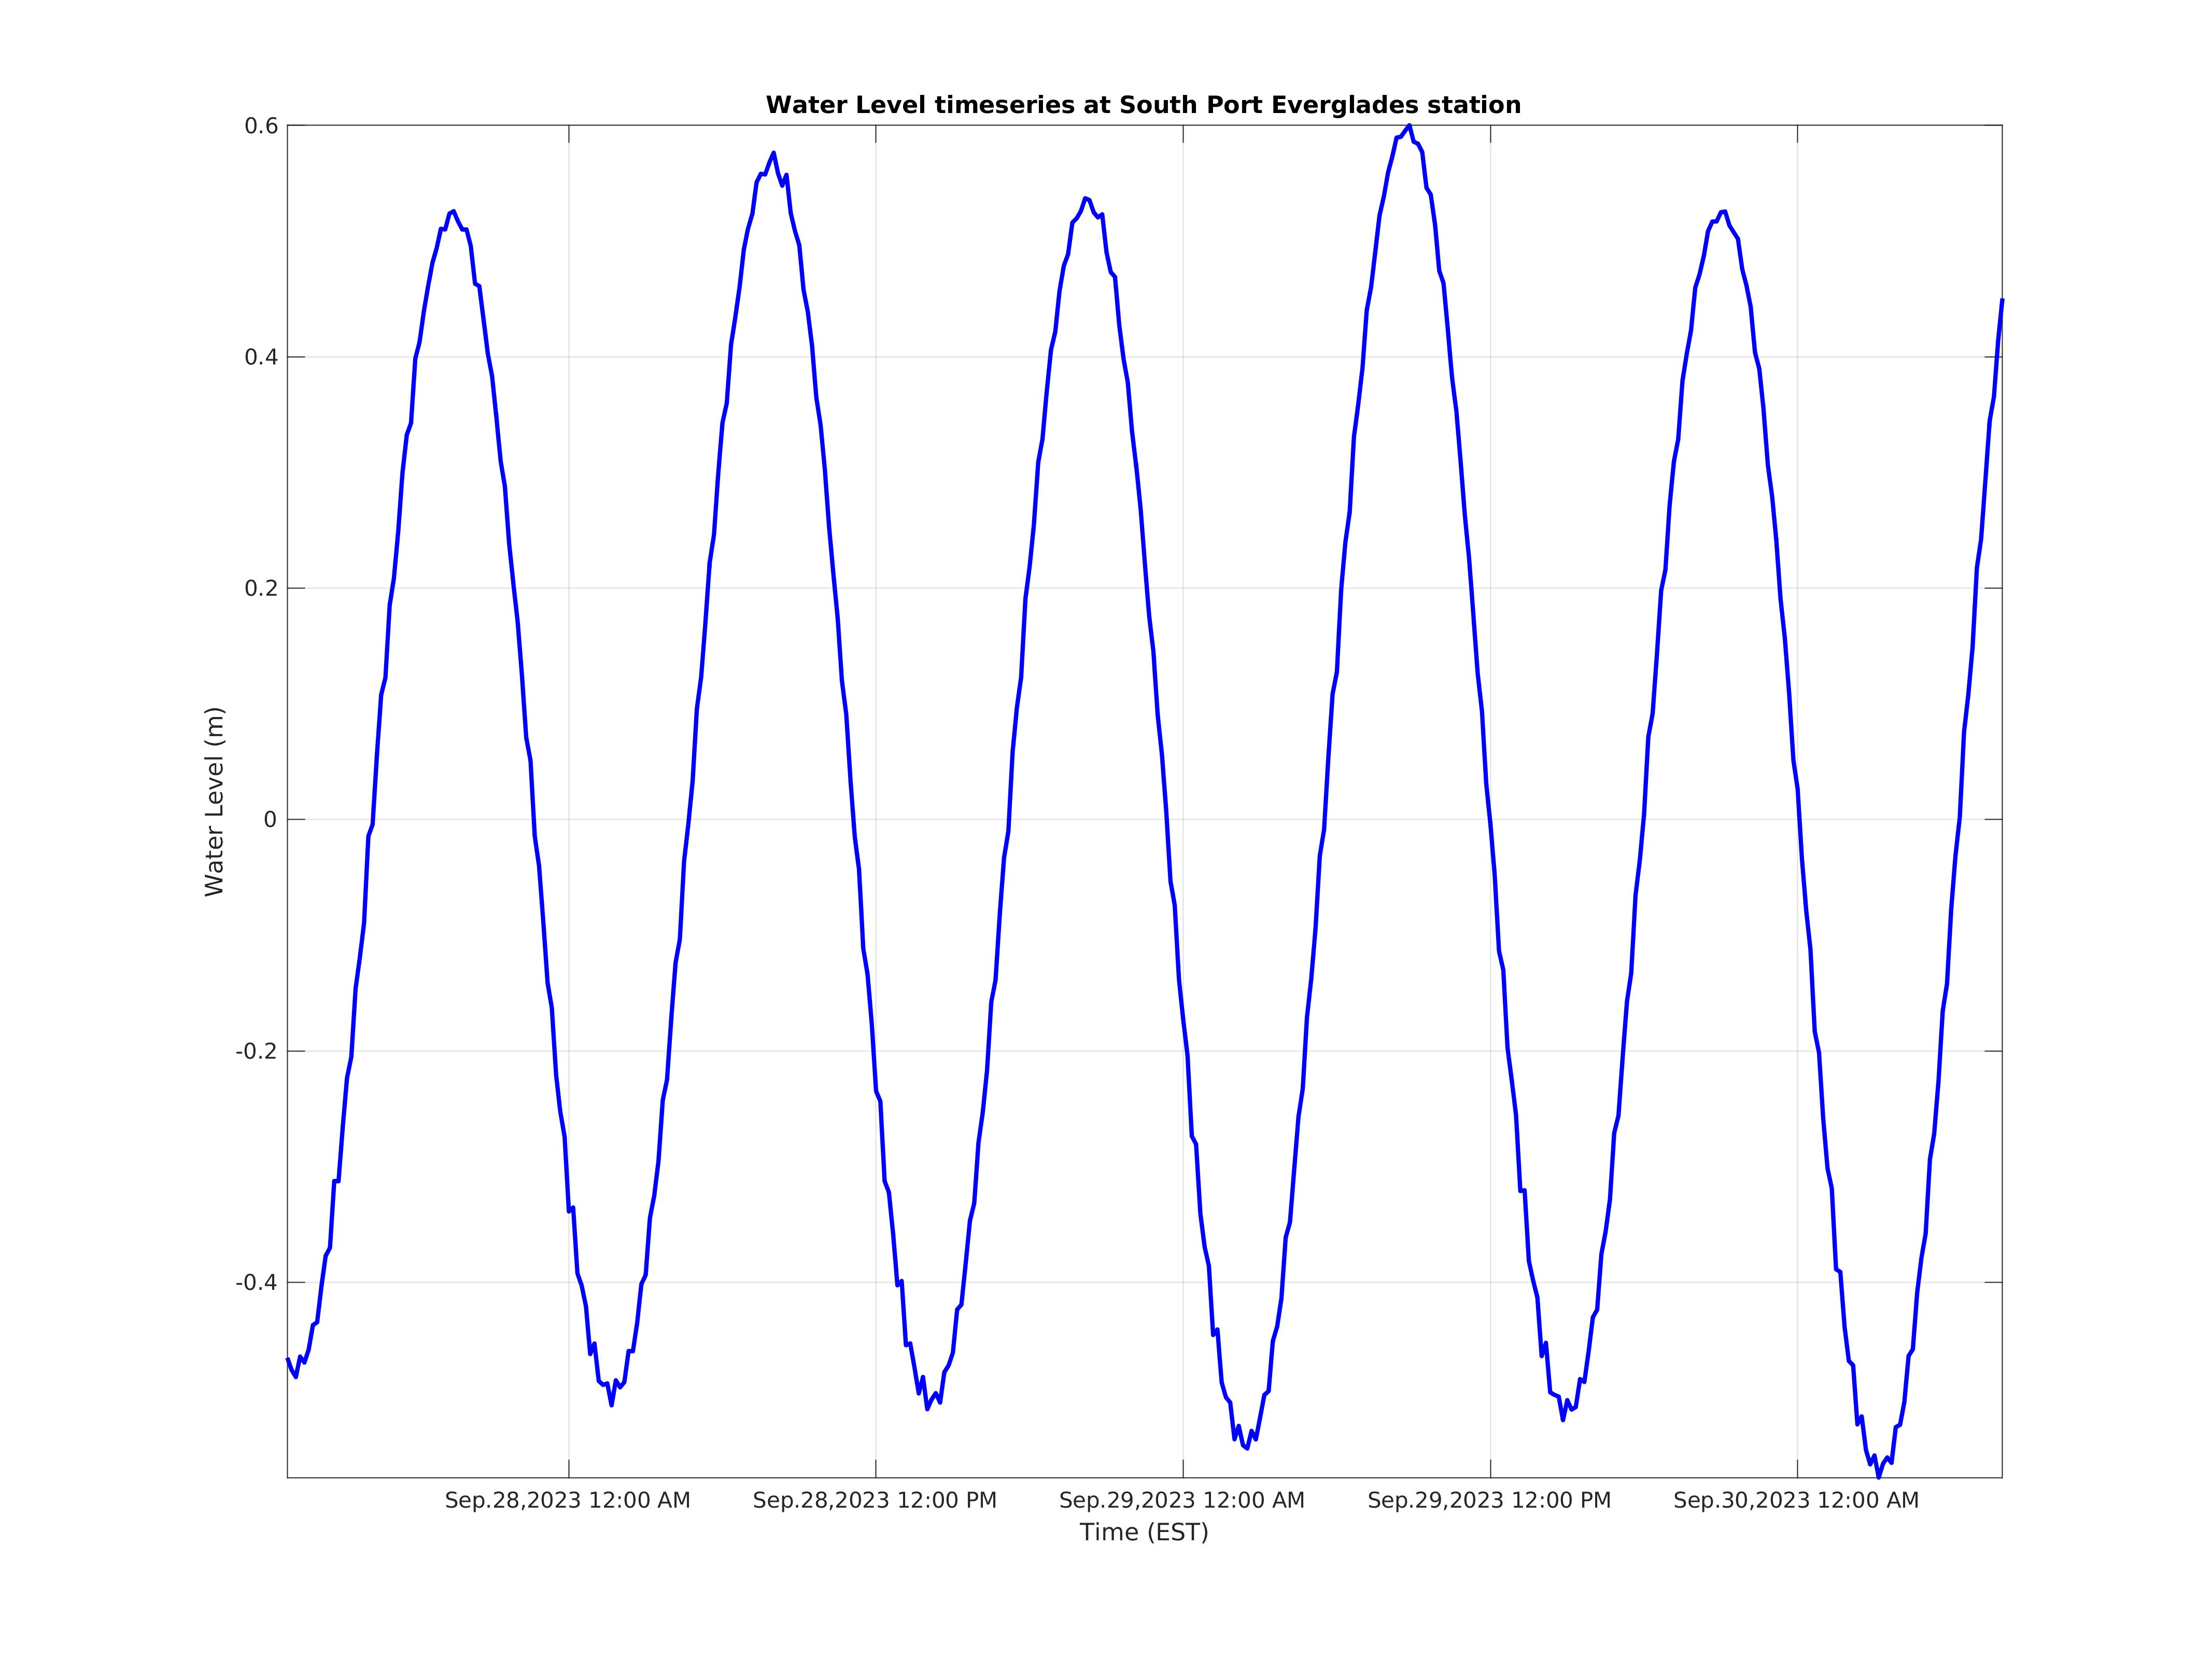 Water Level timeseries at South Port Everglades station
0.6
0.4
0.2
0
-0.2
-0.4
Water Level (m)
Sep.28,2023 12:00 AM
Sep.28,2023 12:00 PM
Sep.29,2023 12:00 AM
Sep.29,2023 12:00 PM
Sep.30,2023 12:00 AM
Time (EST)